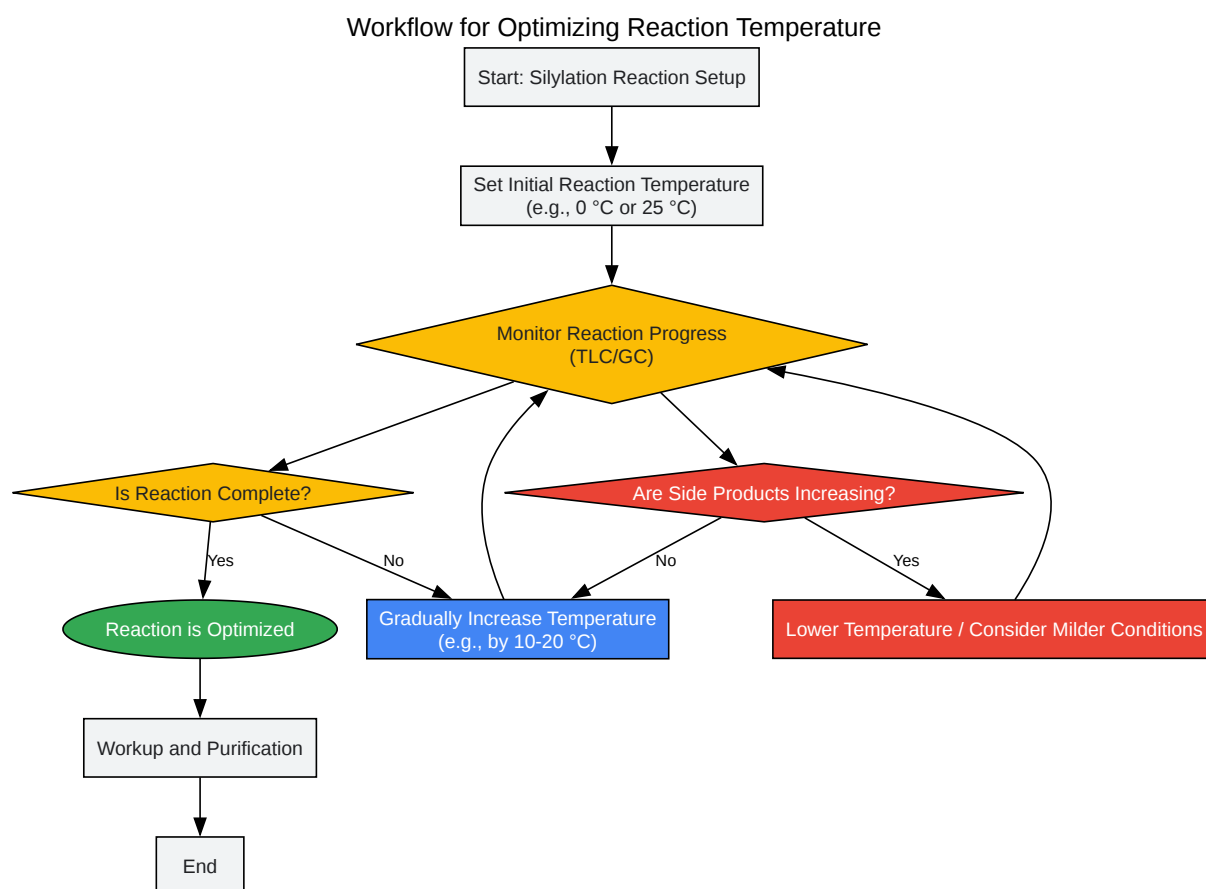 Workflow for Optimizing Reaction Temperature
Start: Silylation Reaction Setup
Set Initial Reaction Temperature
(e.g., 0 °C or 25 °C)
Monitor Reaction Progress
(TLC/GC)
Is Reaction Complete?
Are Side Products Increasing?
Yes
No
No
Yes
Reaction is Optimized
Gradually Increase Temperature
(e.g., by 10-20 °C)
Lower Temperature / Consider Milder Conditions
Workup and Purification
End